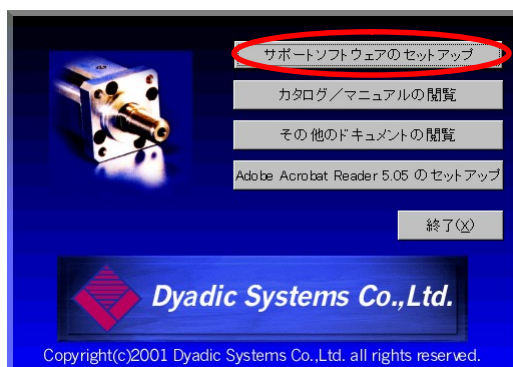 サポートソフトウェアのセットアップ
カタログ／マニュアルの閲覧
その他のドキュメントの閲覧
Adobe Acrobat Reader 5.05 のセットアップ
終了(X)
Dyadic Systems Co.,Ltd.
Copyright(c)2001 Dyadic Systems Co.,Ltd. all rights reserved.